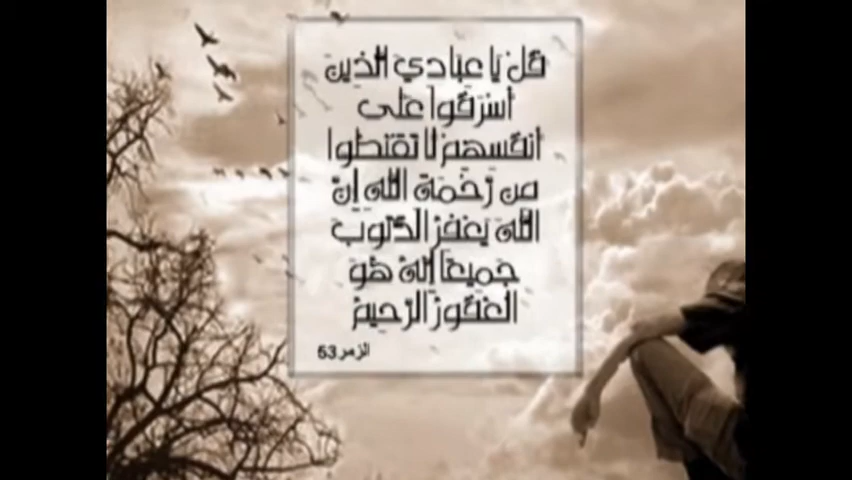 قل يا عبادي الذين
أسرفوا على
أنفسهم لا تقنطوا
من رحمة الله إن
الله يغفر الذنوب
جميعا إنه هو
الغفور الرحيم
الزمر 53